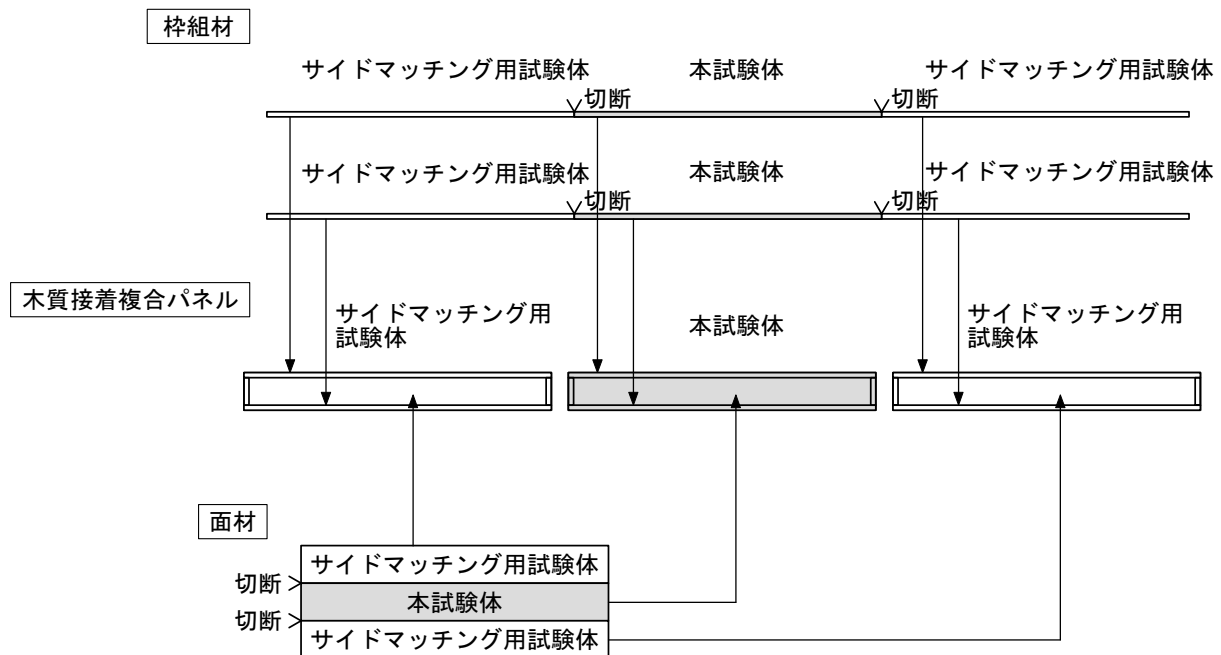 枠組材
サイドマッチング用試験体
本試験体
サイドマッチング用試験体
切断
切断
サイドマッチング用試験体
本試験体
サイドマッチング用試験体
切断
切断
木質接着複合パネル
サイドマッチング用
試験体
本試験体
サイドマッチング用
試験体
面材
サイドマッチング用試験体
切断
本試験体
切断
サイドマッチング用試験体